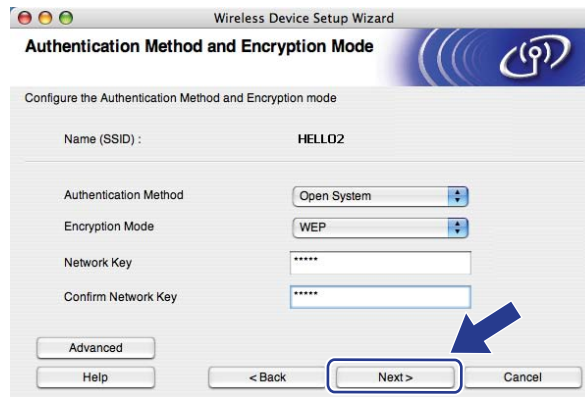 Wireless Device Setup Wizard
Authentication Method and Encryption Mode
Configure the Authentication Method and Encryption mode
Name (SSID) : HELLO2
Authentication Method Open System
Encryption Mode WEP
Network Key *****
Confirm Network Key *****
Advanced
Help < Back Next > Cancel